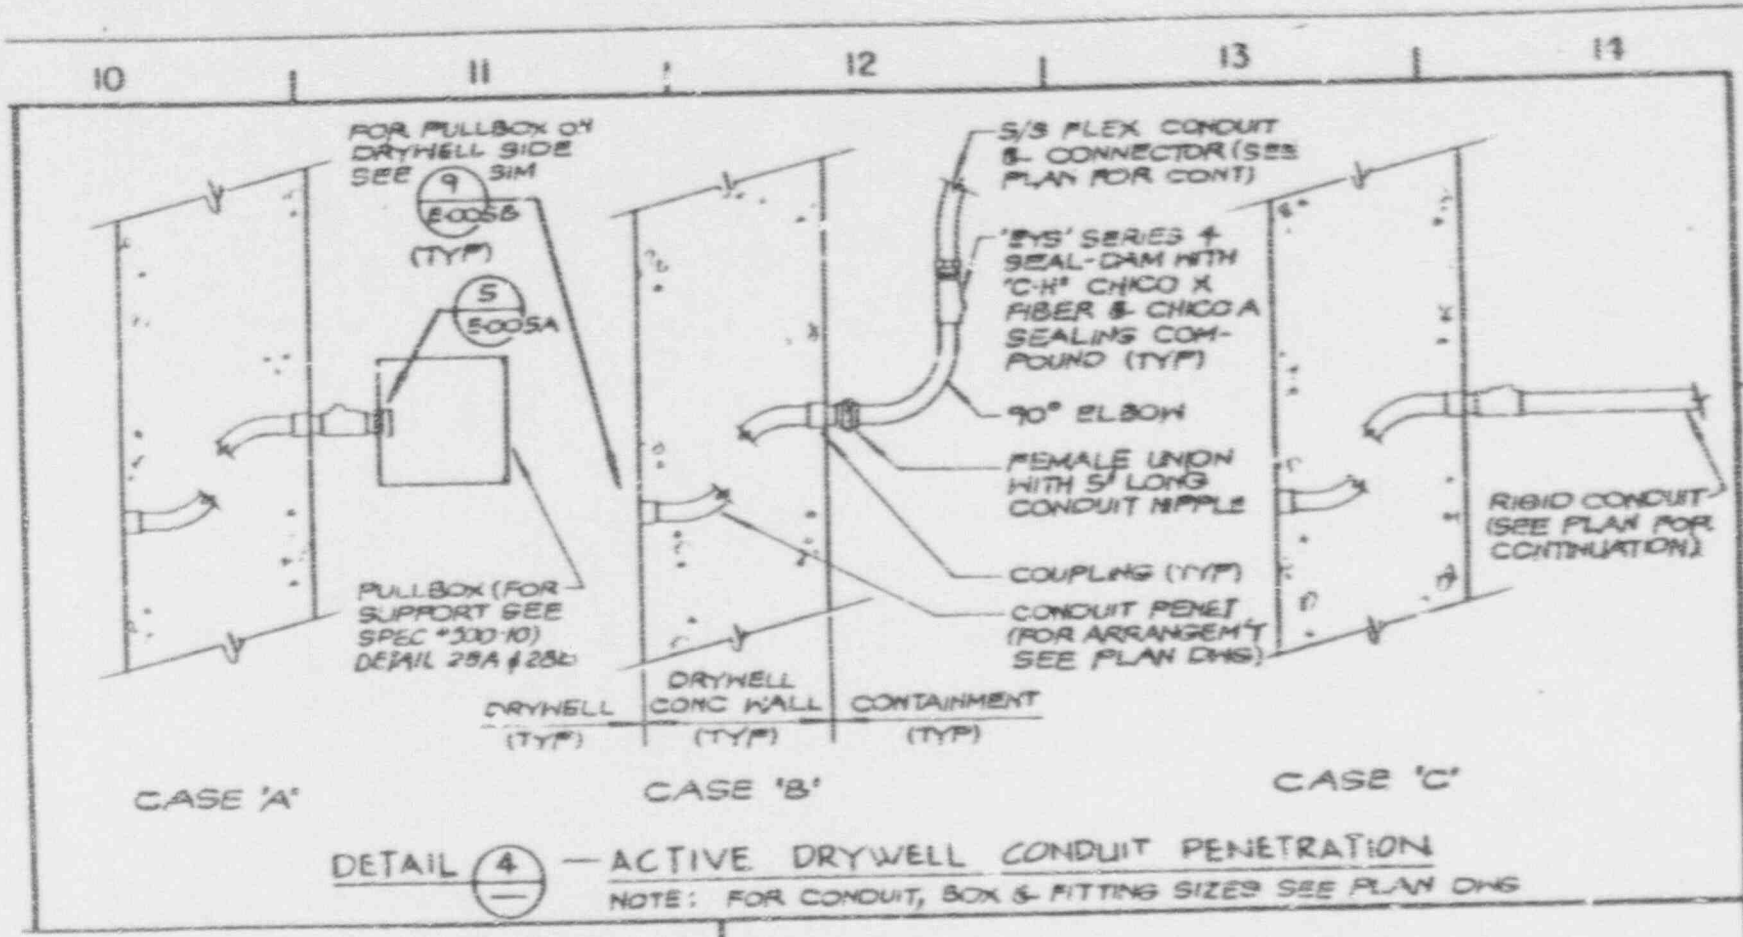 10 11 12 13 14
FOR PULLBOX ON
DRYWELL SIDE
SEE 9 SIM
E-005B
(TYP)
5
E-005A
PULLBOX (FOR
SUPPORT SEE
SPEC #300-10)
DETAIL 28A & 28b
S/S FLEX CONDUIT
& CONNECTOR (SEE
PLAN FOR CONT)
'EYS' SERIES 4
SEAL-DAM WITH
"C-H" CHICO X
FIBER & CHICO A
SEALING COM-
POUND (TYP)
90° ELBOW
FEMALE UNION
WITH 5" LONG
CONDUIT NIPPLE
COUPLING (TYP)
CONDUIT PENET
(FOR ARRANGEM'T
SEE PLAN DWG)
RIGID CONDUIT
(SEE PLAN FOR
CONTINUATION)
DRYWELL
(TYP)
DRYWELL
CONC WALL
(TYP)
CONTAINMENT
(TYP)
CASE 'A'
CASE 'B'
CASE 'C'
DETAIL 4 — ACTIVE DRYWELL CONDUIT PENETRATION
NOTE: FOR CONDUIT, BOX & FITTING SIZES SEE PLAN DWG